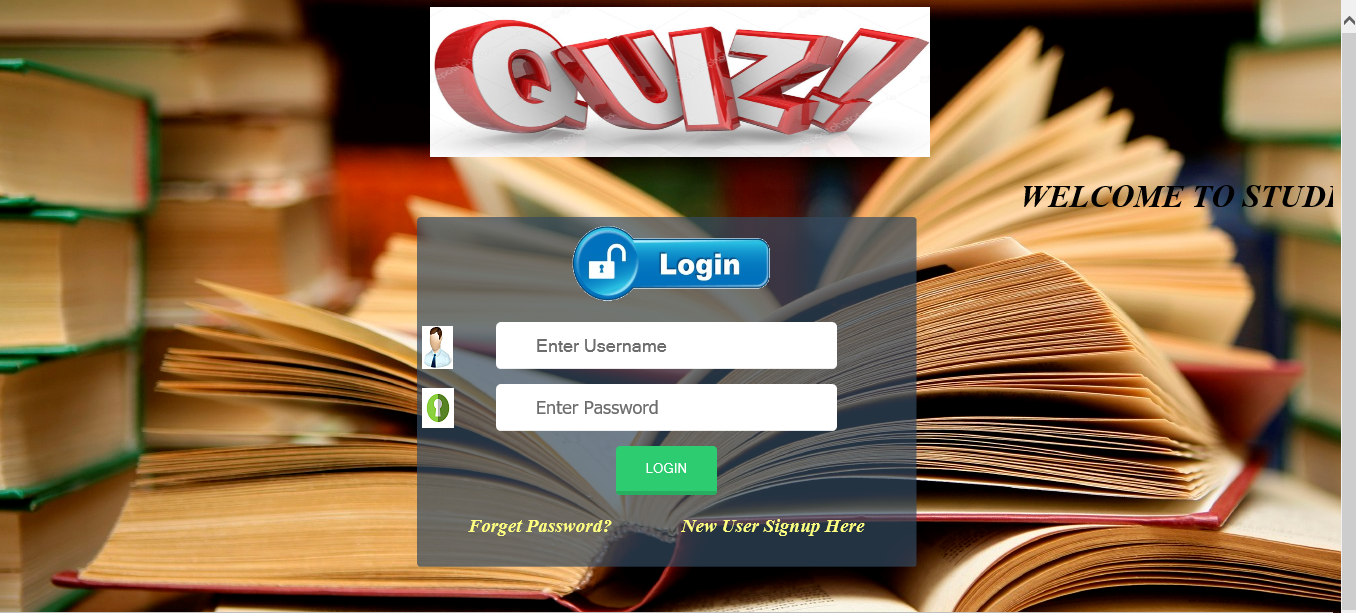 QUIZ!
WELCOME TO STUD
Login
Enter Username
Enter Password
LOGIN
Forget Password?
New User Signup Here